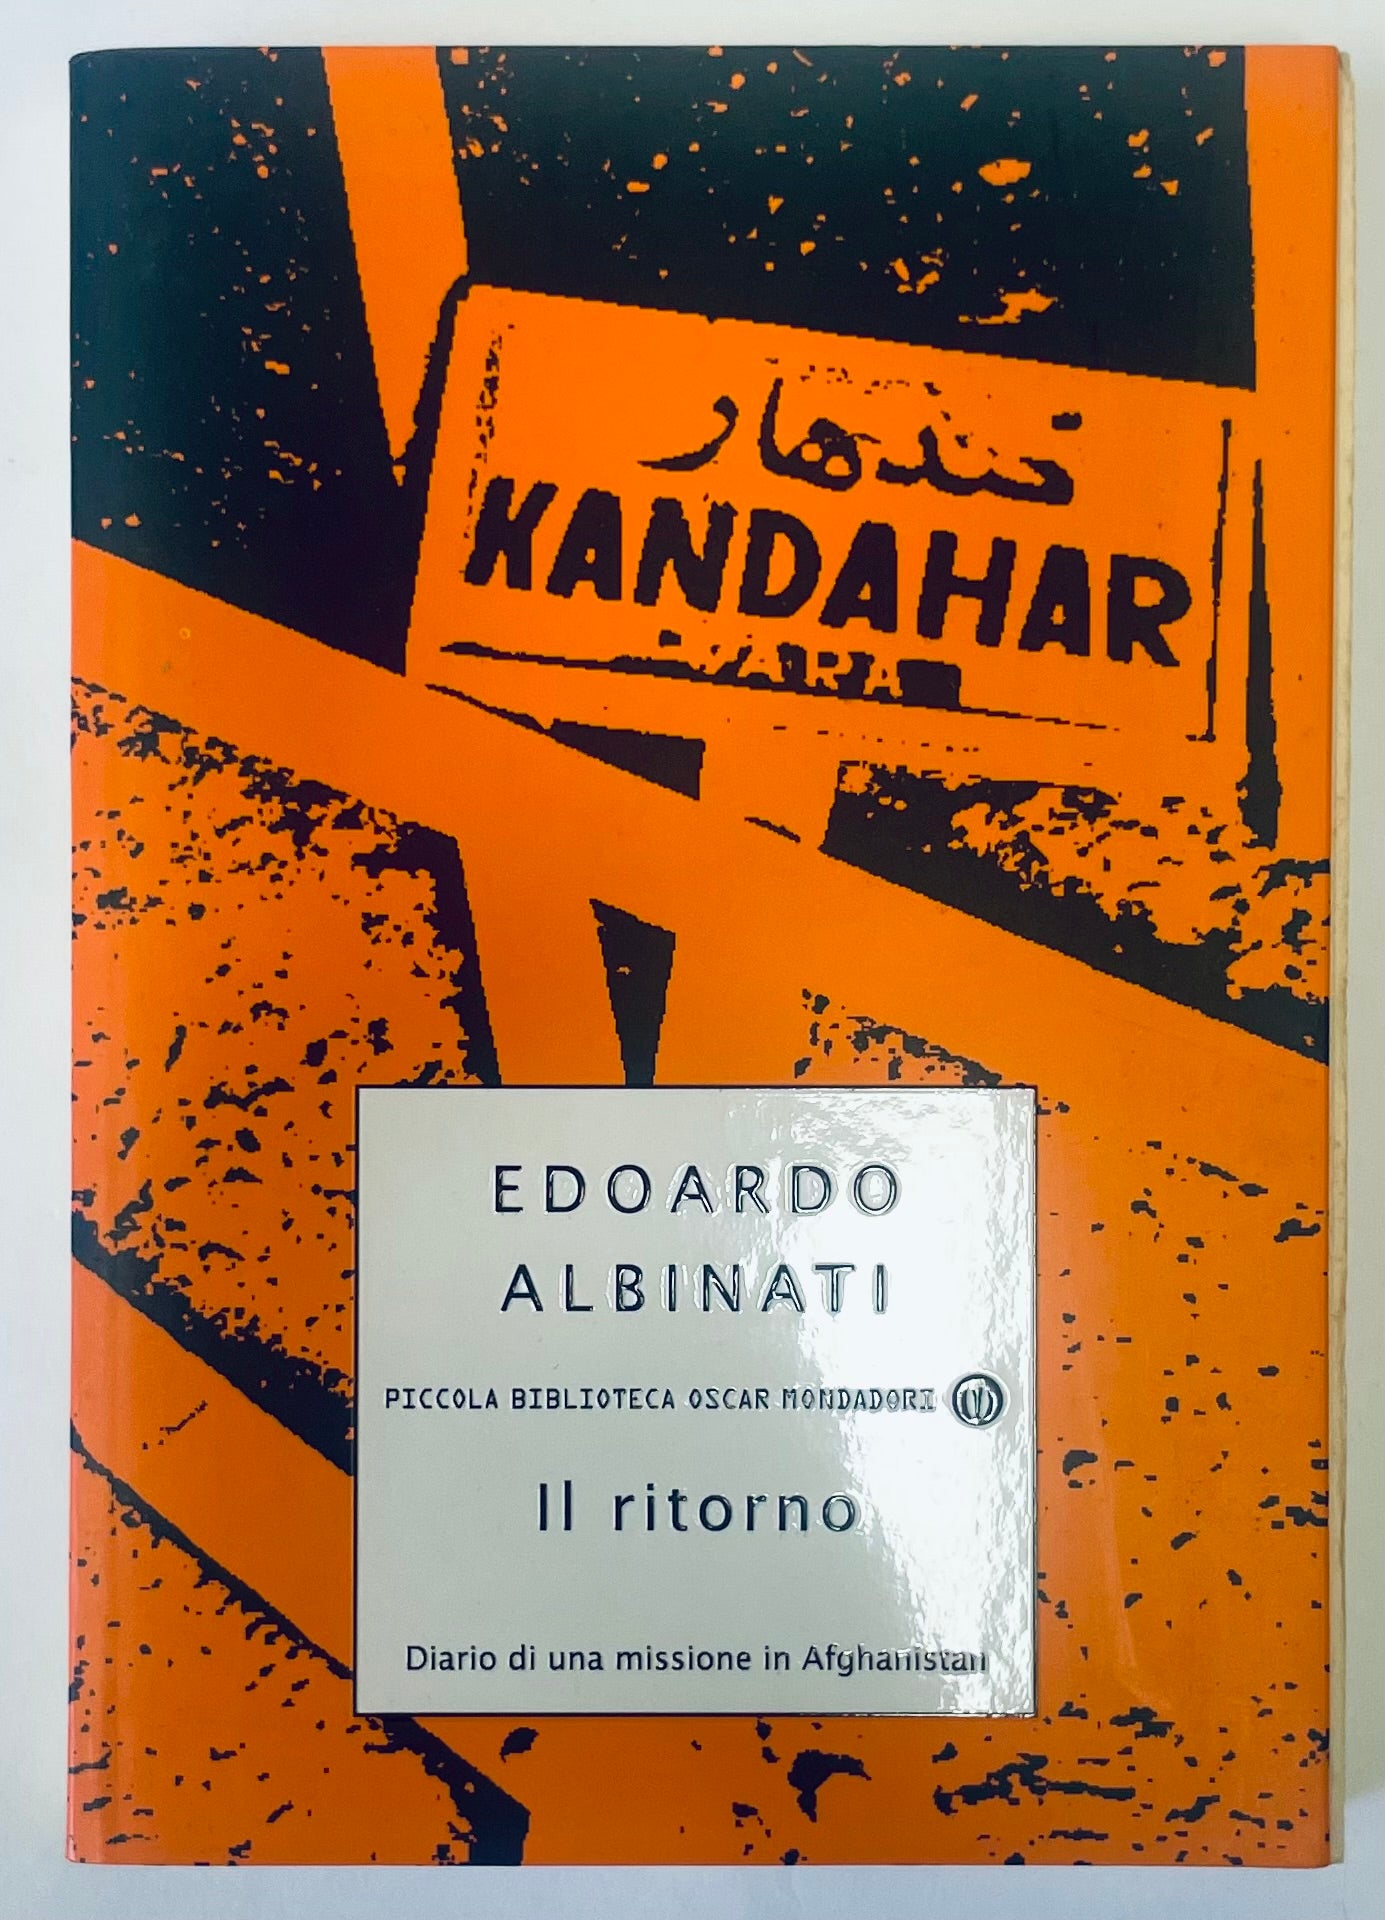 قندهار
KANDAHAR
EDOARDO
ALBINATI
PICCOLA BIBLIOTECA OSCAR MONDADORI
Il ritorno
Diario di una missione in Afghanistan